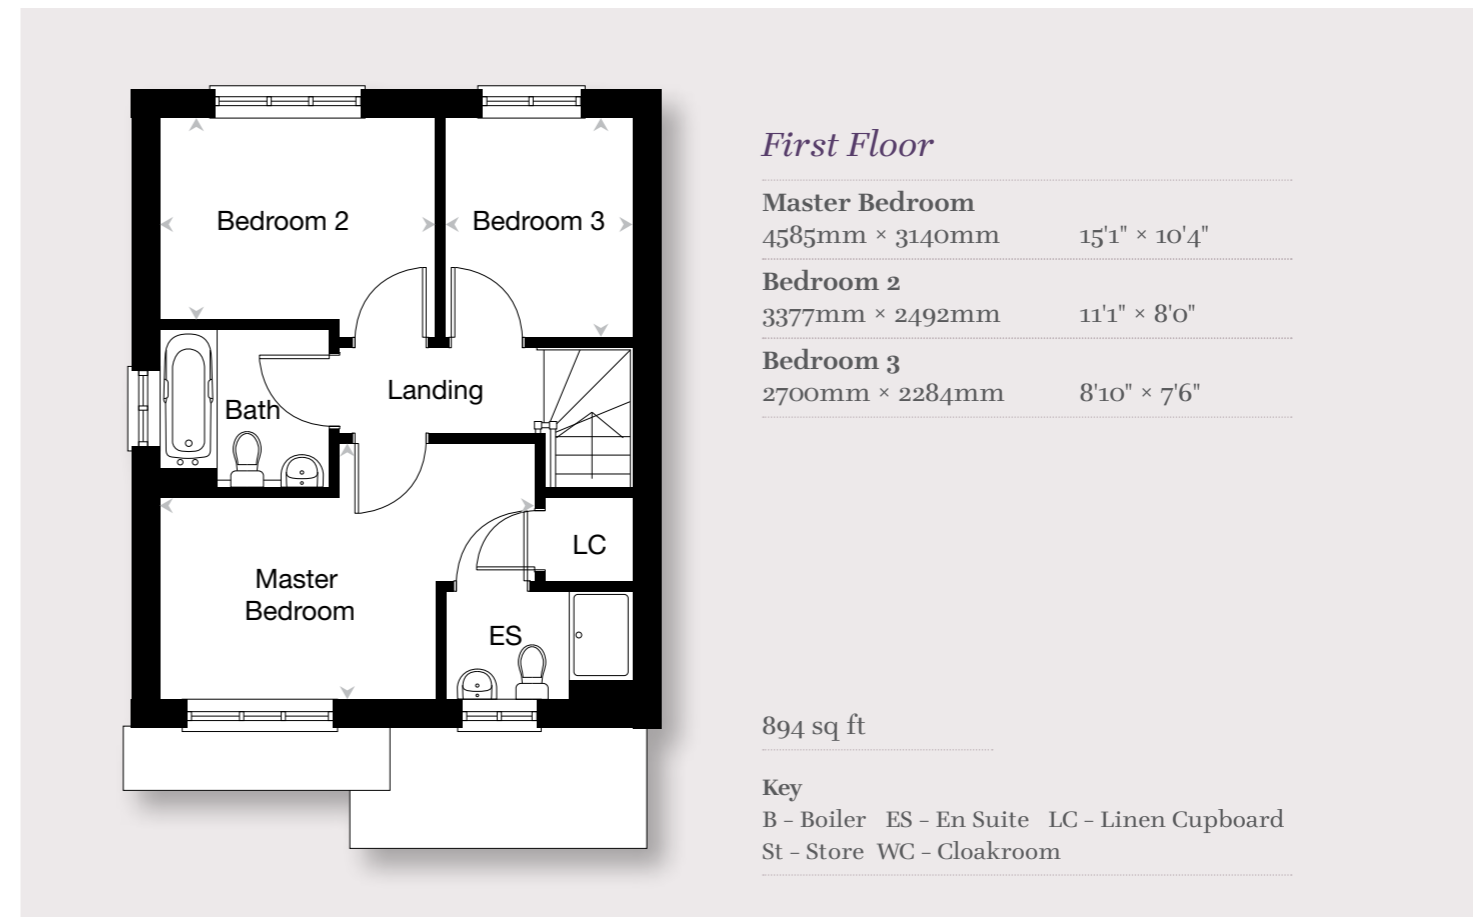 Bedroom 2
Bedroom 3
Landing
Bath
LC
Master
Bedroom
ES
First Floor
Master Bedroom
4585mm × 3140mm 15'1" × 10'4"
Bedroom 2
3377mm × 2492mm 11'1" × 8'0"
Bedroom 3
2700mm × 2284mm 8'10" × 7'6"
894 sq ft
Key
B – Boiler ES – En Suite LC – Linen Cupboard
St – Store WC – Cloakroom